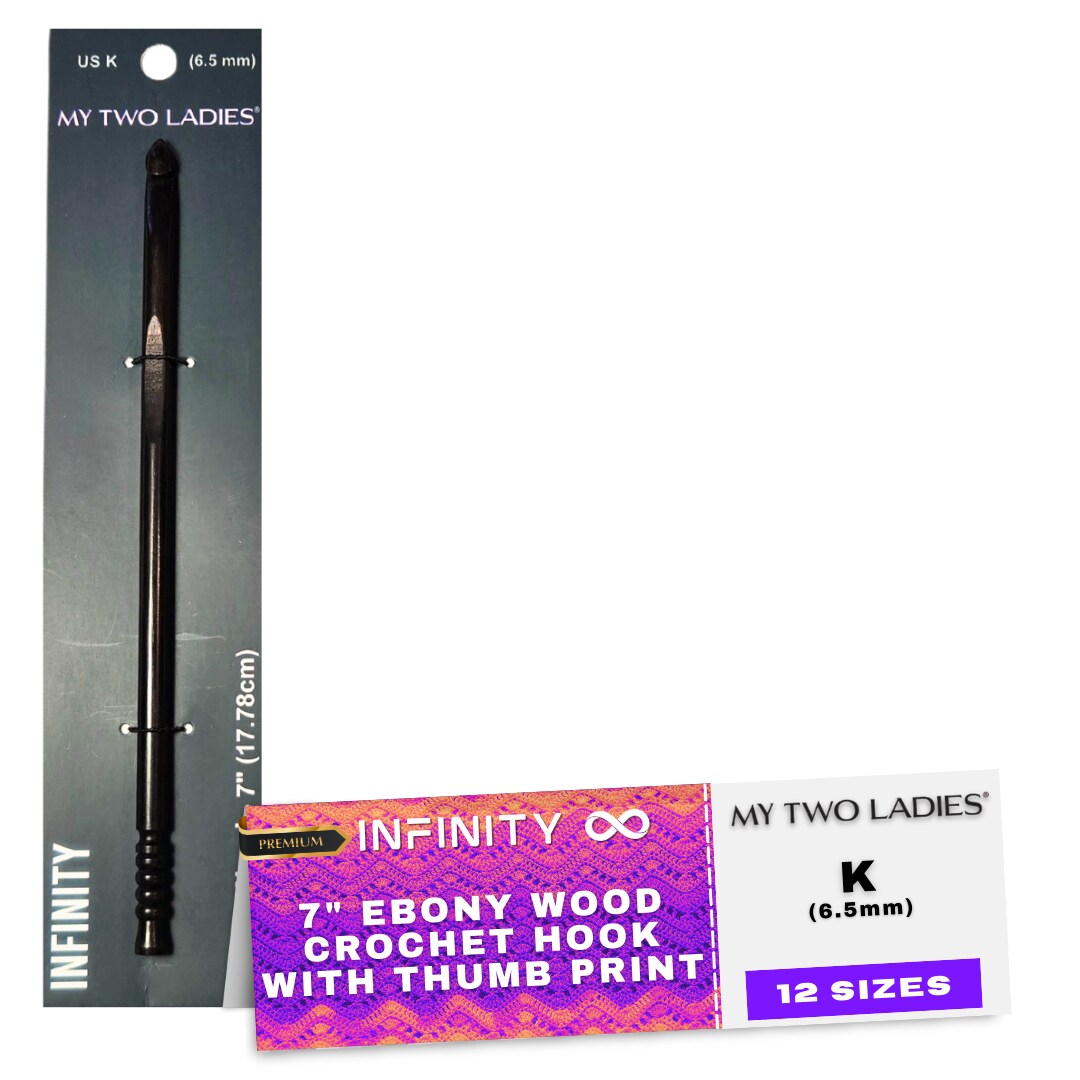 US K (6.5 mm)
MY TWO LADIES®
7" (17.78cm)
INFINITY
PREMIUM
INFINITY
7" EBONY WOOD
CROCHET HOOK
WITH THUMB PRINT
MY TWO LADIES®
K
(6.5mm)
12 SIZES